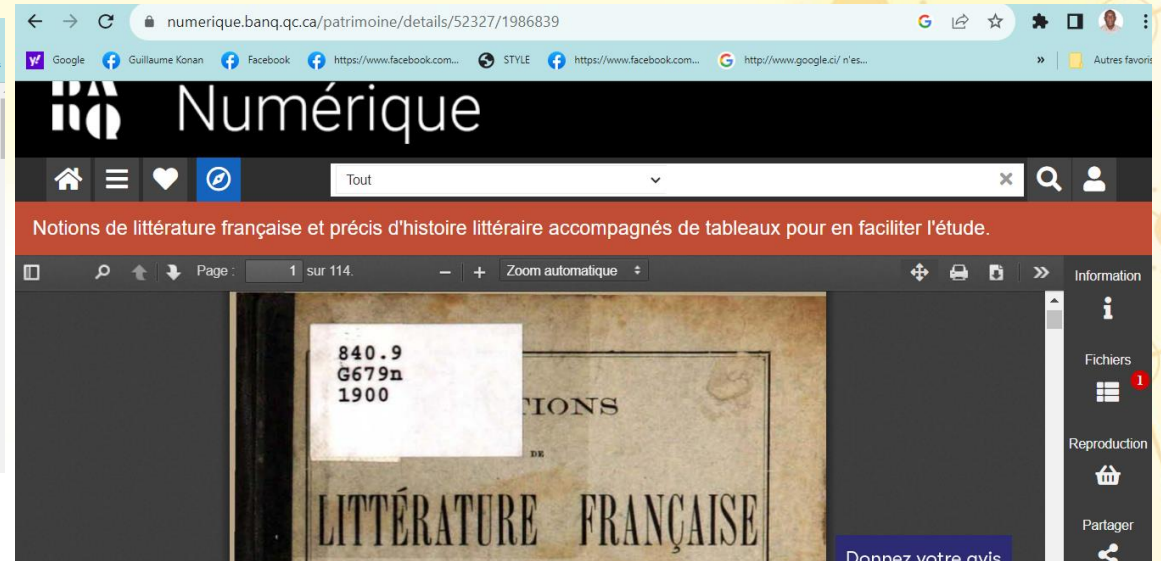 numerique.banq.qc.ca/patrimoine/details/52327/1986839
Google Guillaume Konan Facebook https://www.facebook.com... STYLE https://www.facebook.com... http://www.google.ci/ n'es... » Autres favoris
BANQ Numérique
Tout
Notions de littérature française et précis d'histoire littéraire accompagnés de tableaux pour en faciliter l'étude.
Page : 1 sur 114. Zoom automatique
Information
840.9
G679n
1900
Fichiers
1
TIONS
DE
Reproduction
LITTÉRATURE FRANÇAISE
Partager
Donnez votre avis